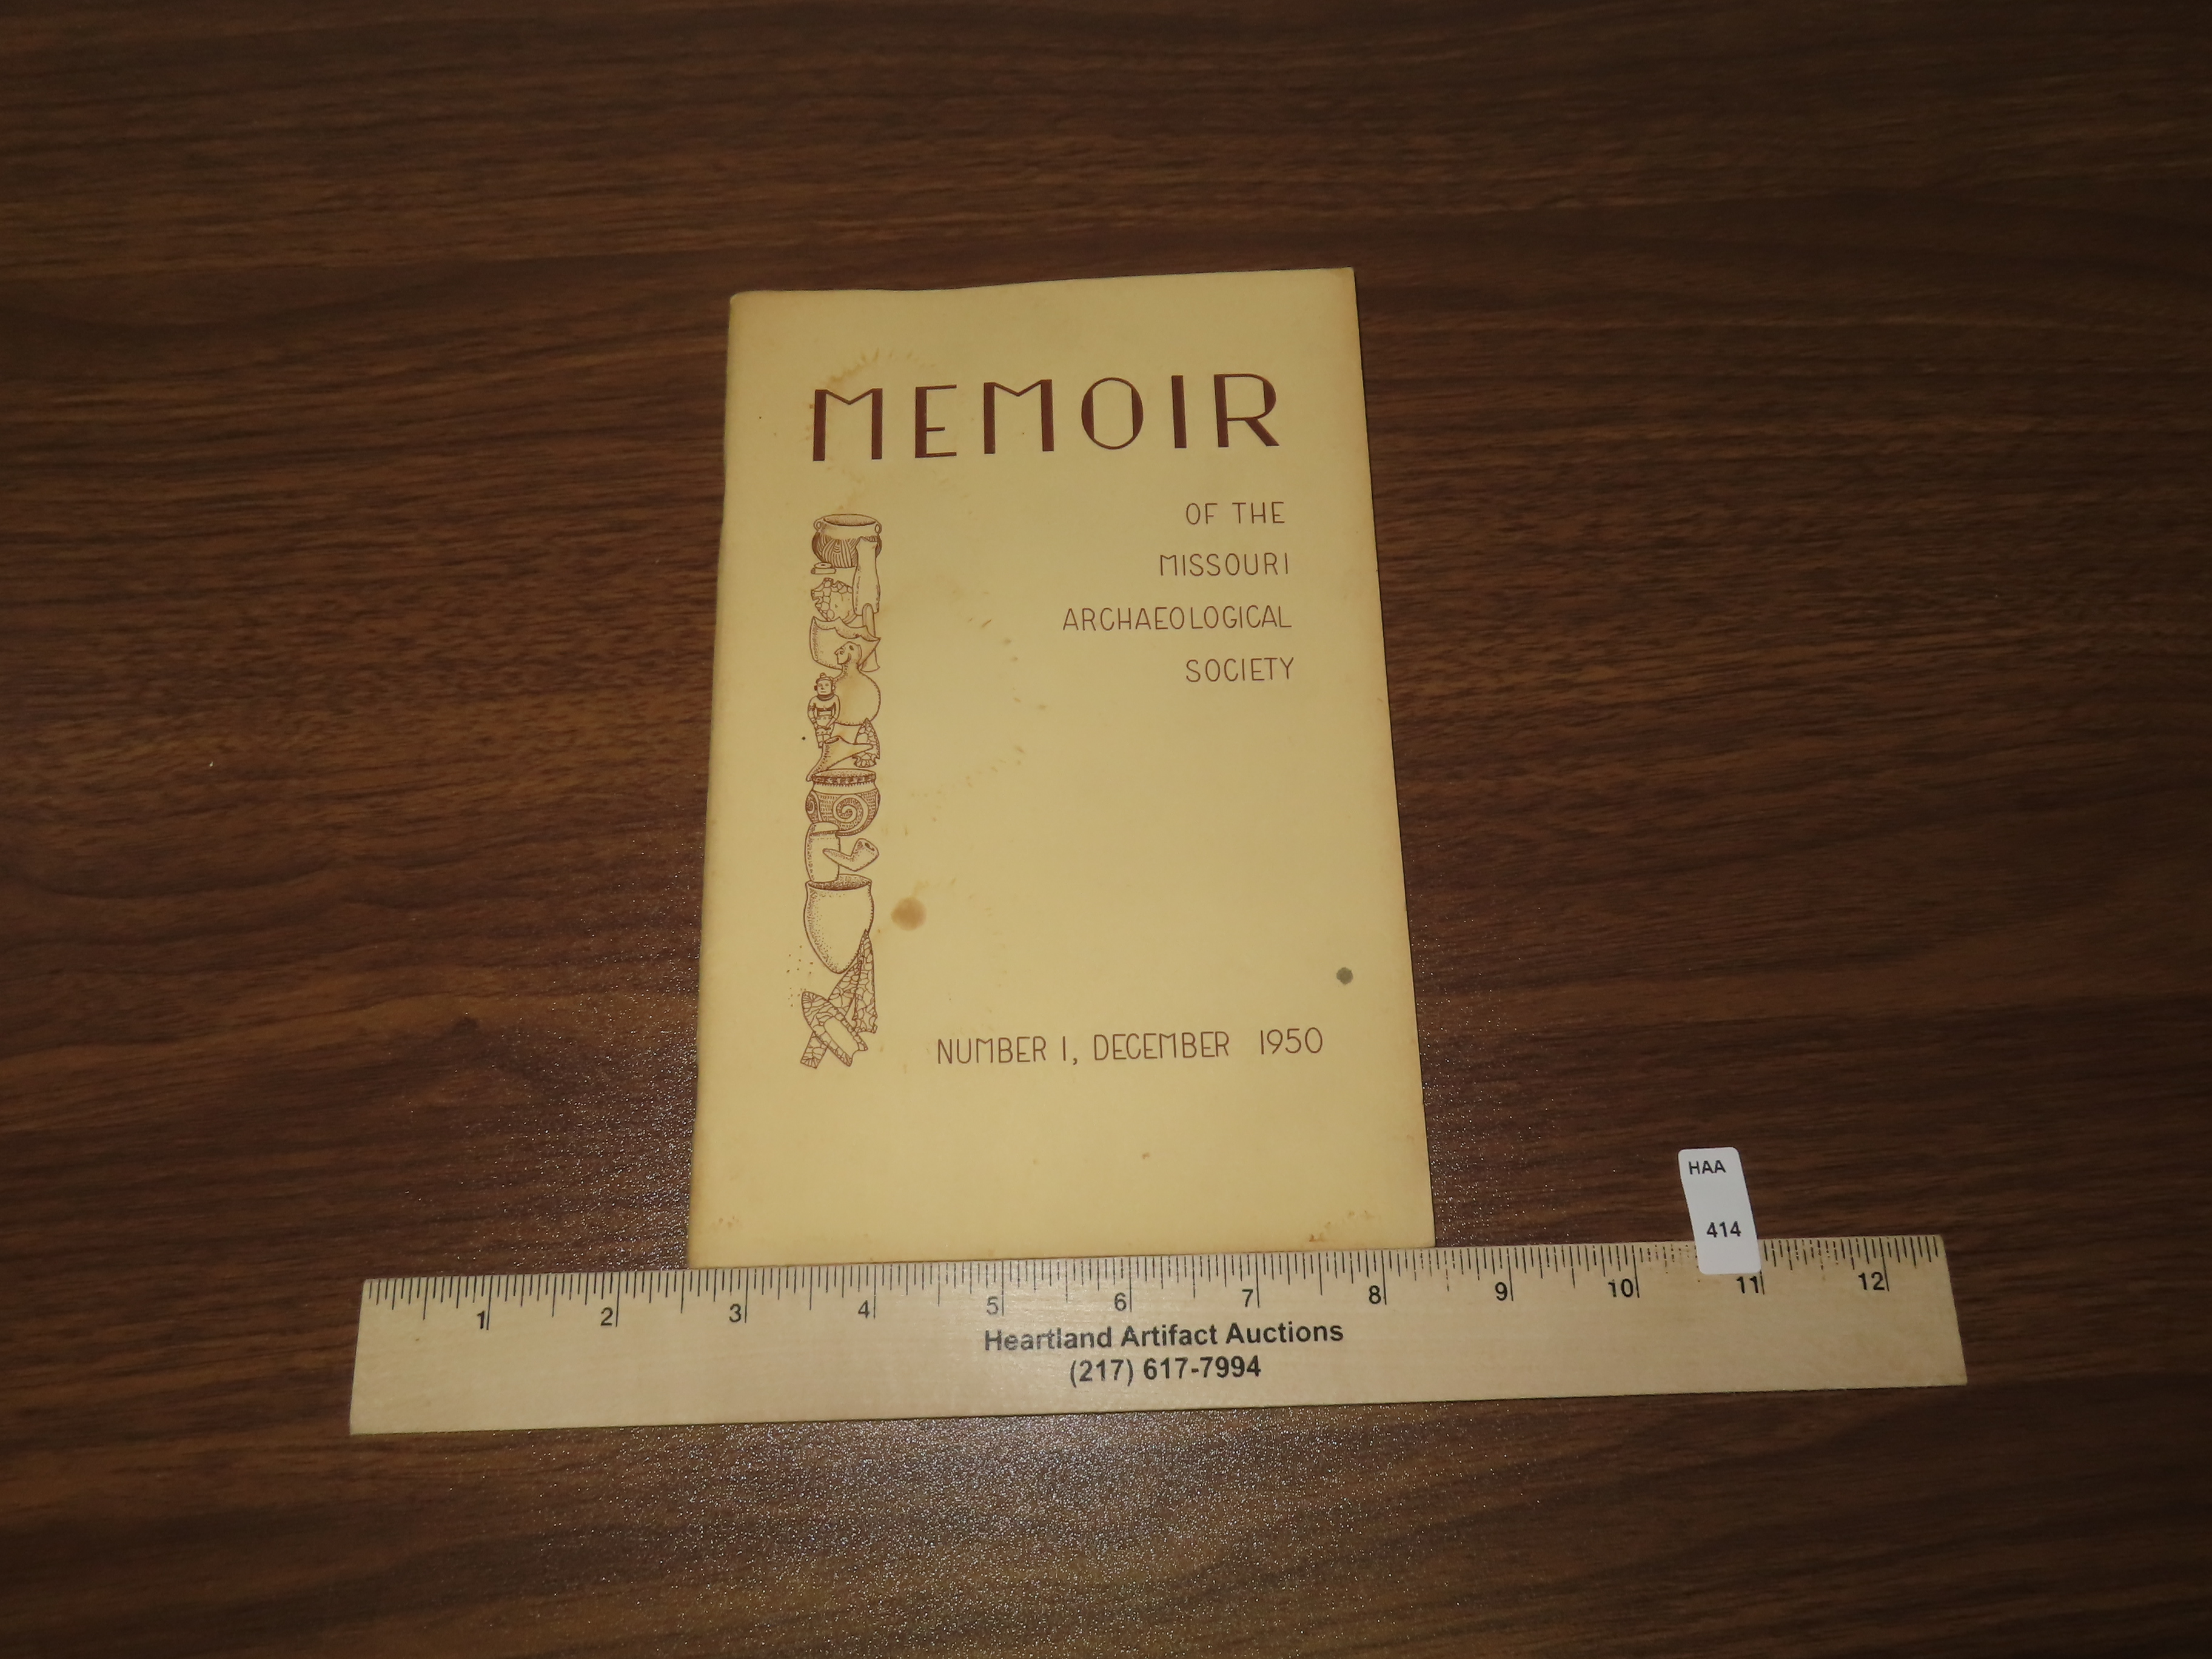 MEMOIR
OF THE
MISSOURI
ARCHAEOLOGICAL
SOCIETY
NUMBER 1, DECEMBER 1950
HAA
414
1 2 3 4 5 6 7 8 9 10 11 12
Heartland Artifact Auctions
(217) 617-7994